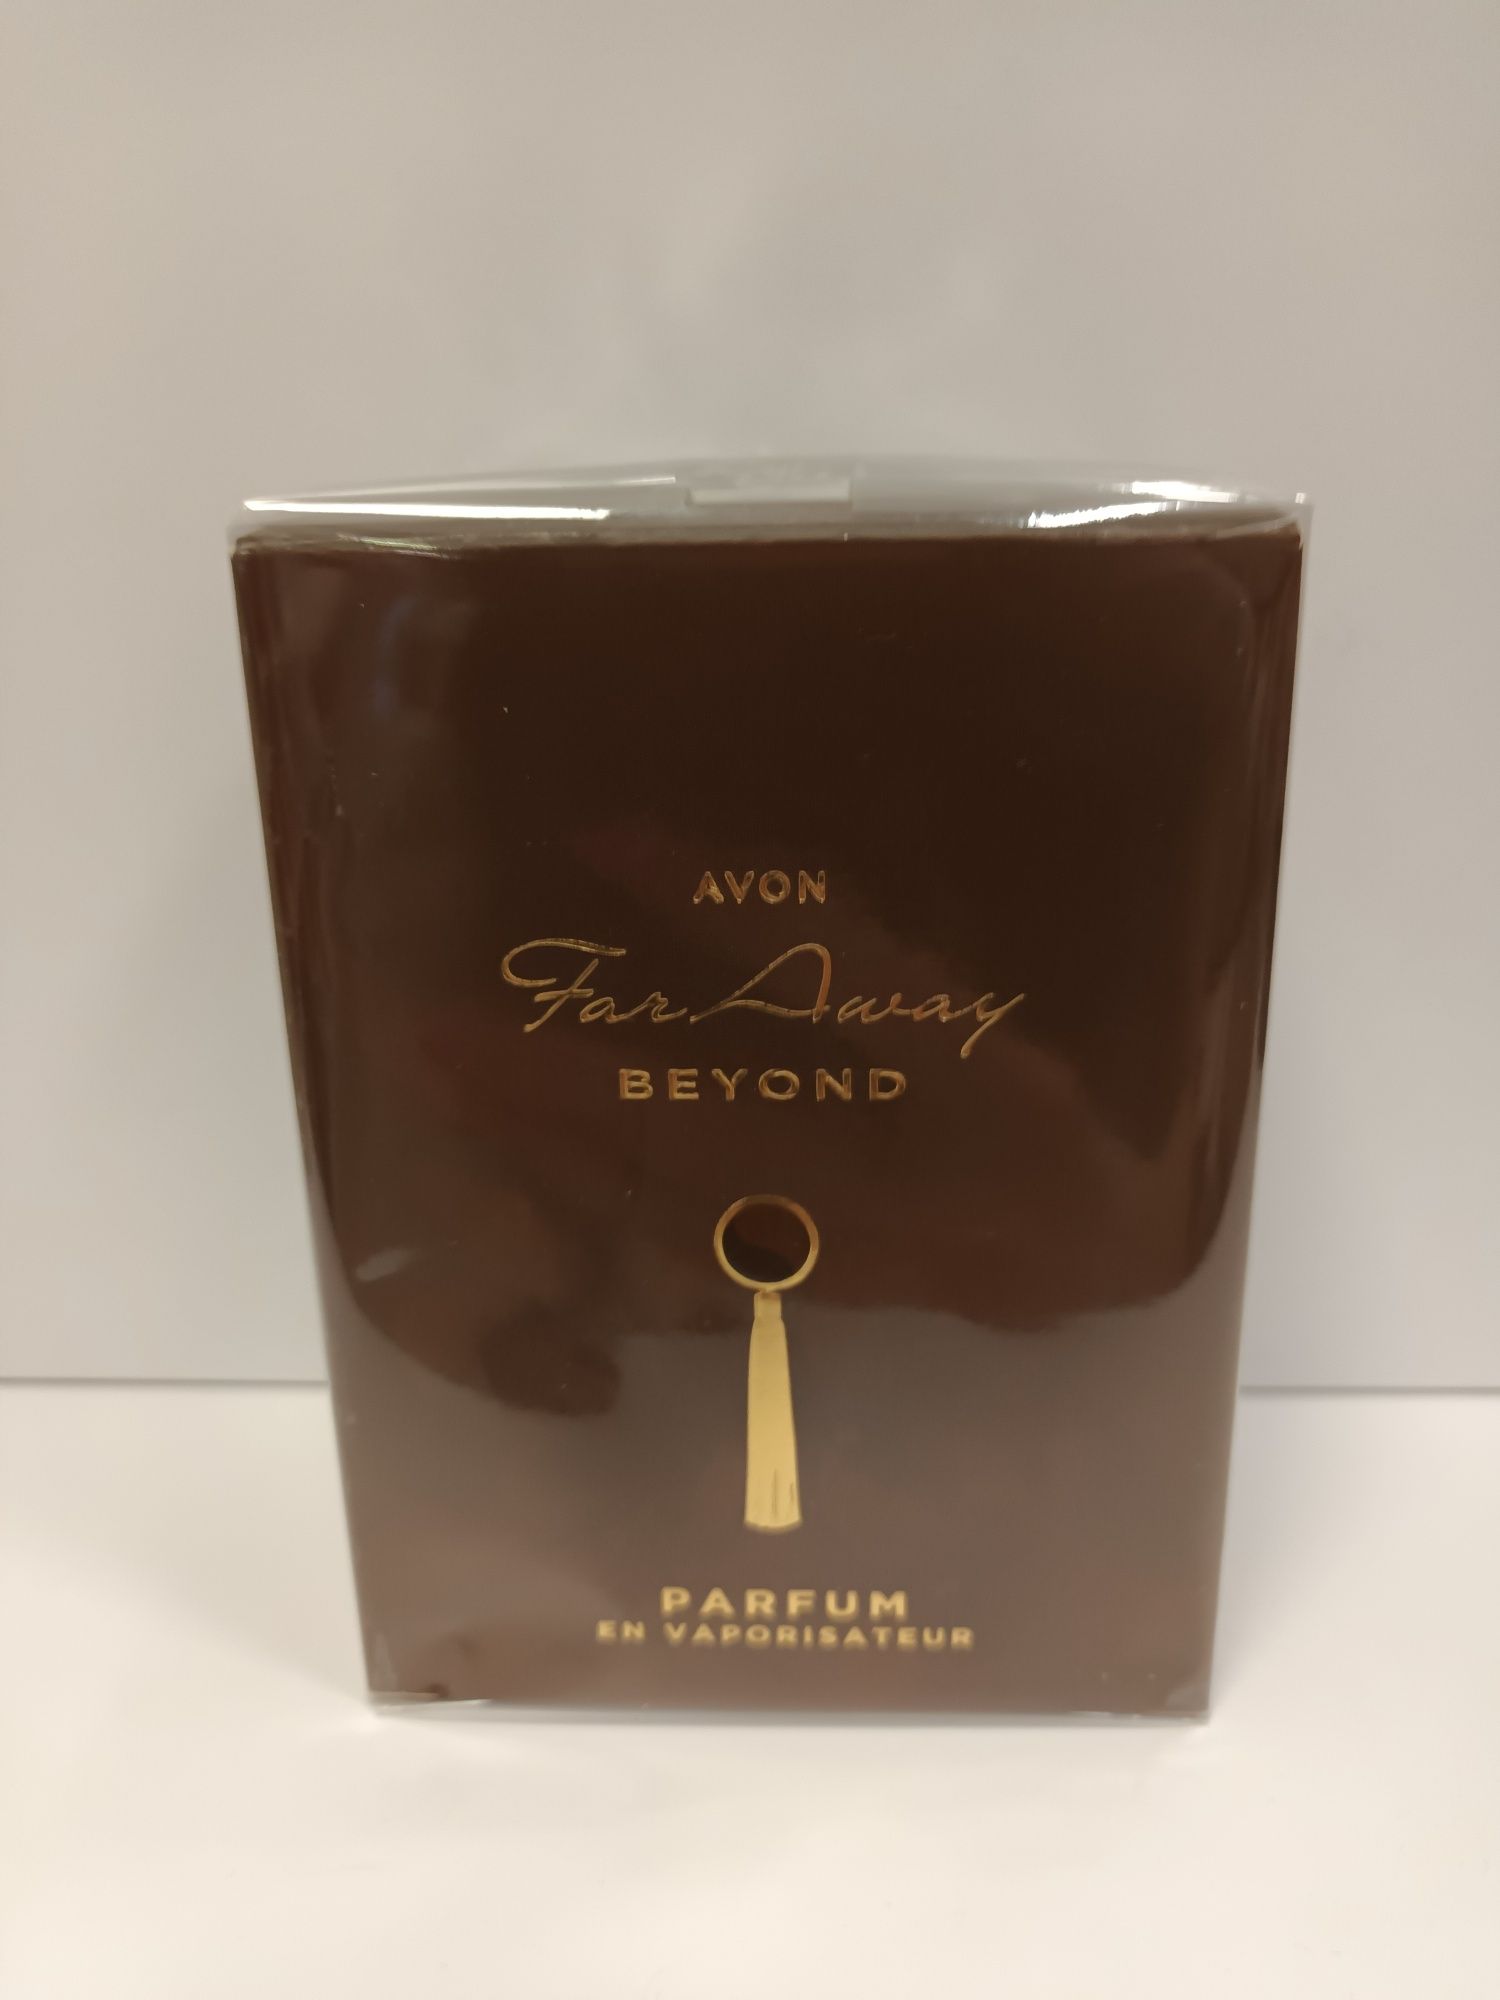 AVON
Far Away
BEYOND
PARFUM
EN VAPORISATEUR